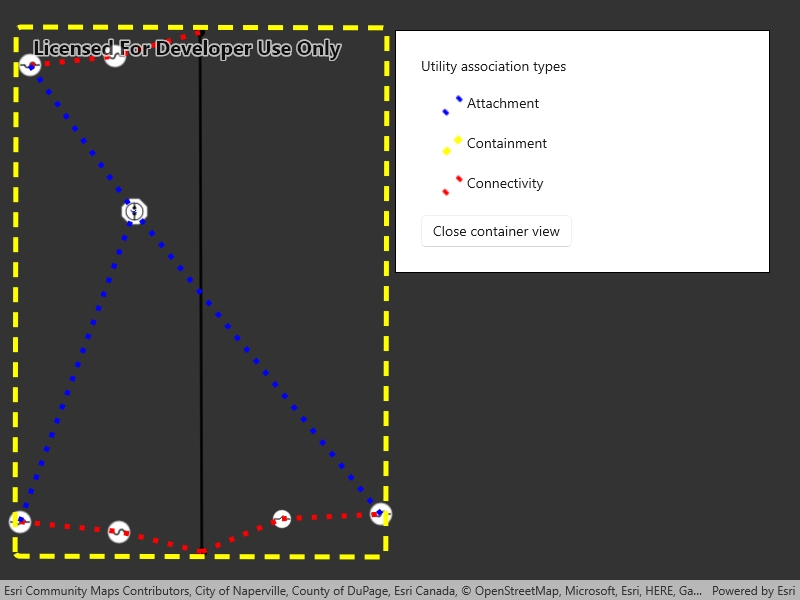 Licensed For Developer Use Only
Utility association types
Attachment
Containment
Connectivity
Close container view
Esri Community Maps Contributors, City of Naperville, County of DuPage, Esri Canada, © OpenStreetMap, Microsoft, Esri, HERE, Ga... Powered by Esri